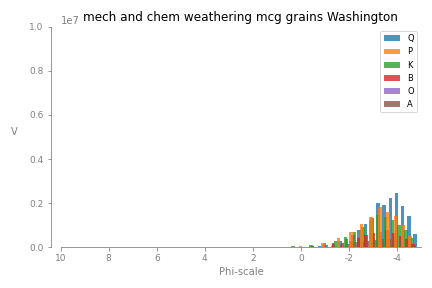 mech and chem weathering mcg grains Washington
1e7
1.0
0.8
0.6
0.4
0.2
0.0
V
10 8 6 4 2 0 -2 -4
Phi-scale
Q
P
K
B
O
A